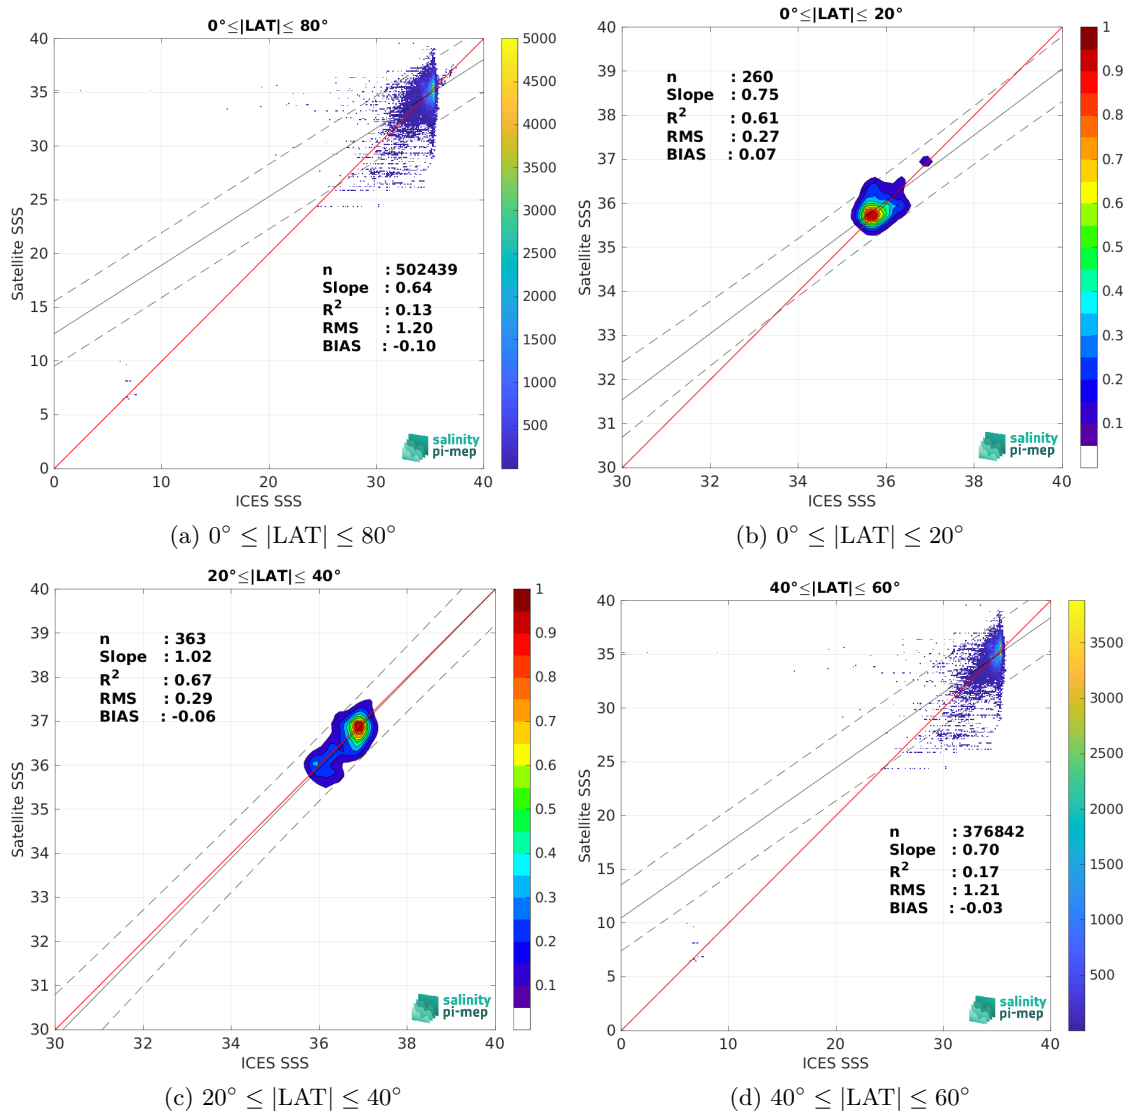 0°≤|LAT|≤ 80°
40
35
30
25
20
15
10
5
0
Satellite SSS
n : 502439
Slope : 0.64
R² : 0.13
RMS : 1.20
BIAS : -0.10
salinity
pi-mep
0 10 20 30 40
ICES SSS
5000
4500
4000
3500
3000
2500
2000
1500
1000
500
(a) 0° ≤ |LAT| ≤ 80°
0°≤|LAT|≤ 20°
40
39
38
37
36
35
34
33
32
31
30
Satellite SSS
n : 260
Slope : 0.75
R² : 0.61
RMS : 0.27
BIAS : 0.07
salinity
pi-mep
30 32 34 36 38 40
ICES SSS
1
0.9
0.8
0.7
0.6
0.5
0.4
0.3
0.2
0.1
(b) 0° ≤ |LAT| ≤ 20°
20°≤|LAT|≤ 40°
40
39
38
37
36
35
34
33
32
31
30
Satellite SSS
n : 363
Slope : 1.02
R² : 0.67
RMS : 0.29
BIAS : -0.06
salinity
pi-mep
30 32 34 36 38 40
ICES SSS
1
0.9
0.8
0.7
0.6
0.5
0.4
0.3
0.2
0.1
(c) 20° ≤ |LAT| ≤ 40°
40°≤|LAT|≤ 60°
40
35
30
25
20
15
10
5
0
Satellite SSS
n : 376842
Slope : 0.70
R² : 0.17
RMS : 1.21
BIAS : -0.03
salinity
pi-mep
0 10 20 30 40
ICES SSS
3500
3000
2500
2000
1500
1000
500
(d) 40° ≤ |LAT| ≤ 60°